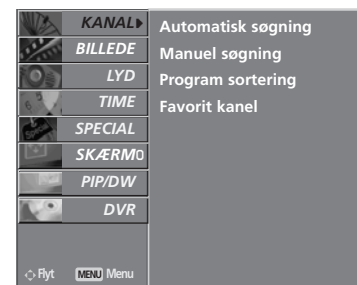 KANAL
BILLEDE
LYD
TIME
SPECIAL
SKÆRM0
PIP/DW
DVR
Flyt MENU Menu
Automatisk søgning
Manuel søgning
Program sortering
Favorit kanel